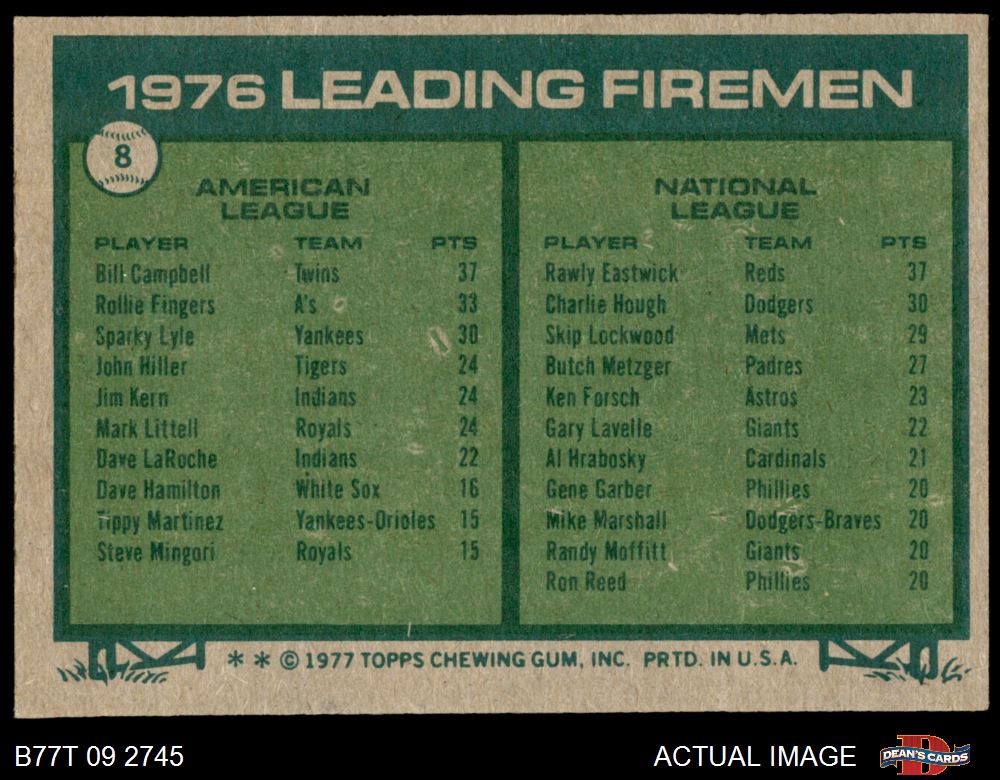 1976 LEADING FIREMEN
8
AMERICAN
LEAGUE
PLAYER TEAM PTS
Bill Campbell Twins 37
Rollie Fingers A's 33
Sparky Lyle Yankees 30
John Hiller Tigers 24
Jim Kern Indians 24
Mark Littell Royals 24
Dave LaRoche Indians 22
Dave Hamilton White Sox 16
Tippy Martinez Yankees-Orioles 15
Steve Mingori Royals 15
NATIONAL
LEAGUE
PLAYER TEAM PTS
Rawly Eastwick Reds 37
Charlie Hough Dodgers 30
Skip Lockwood Mets 29
Butch Metzger Padres 27
Ken Forsch Astros 23
Gary Lavelle Giants 22
Al Hrabosky Cardinals 21
Gene Garber Phillies 20
Mike Marshall Dodgers-Braves 20
Randy Moffitt Giants 20
Ron Reed Phillies 20
* * © 1977 TOPPS CHEWING GUM, INC. PRTD. IN U.S.A.
B77T 09 2745
ACTUAL IMAGE
DEAN'S CARDS